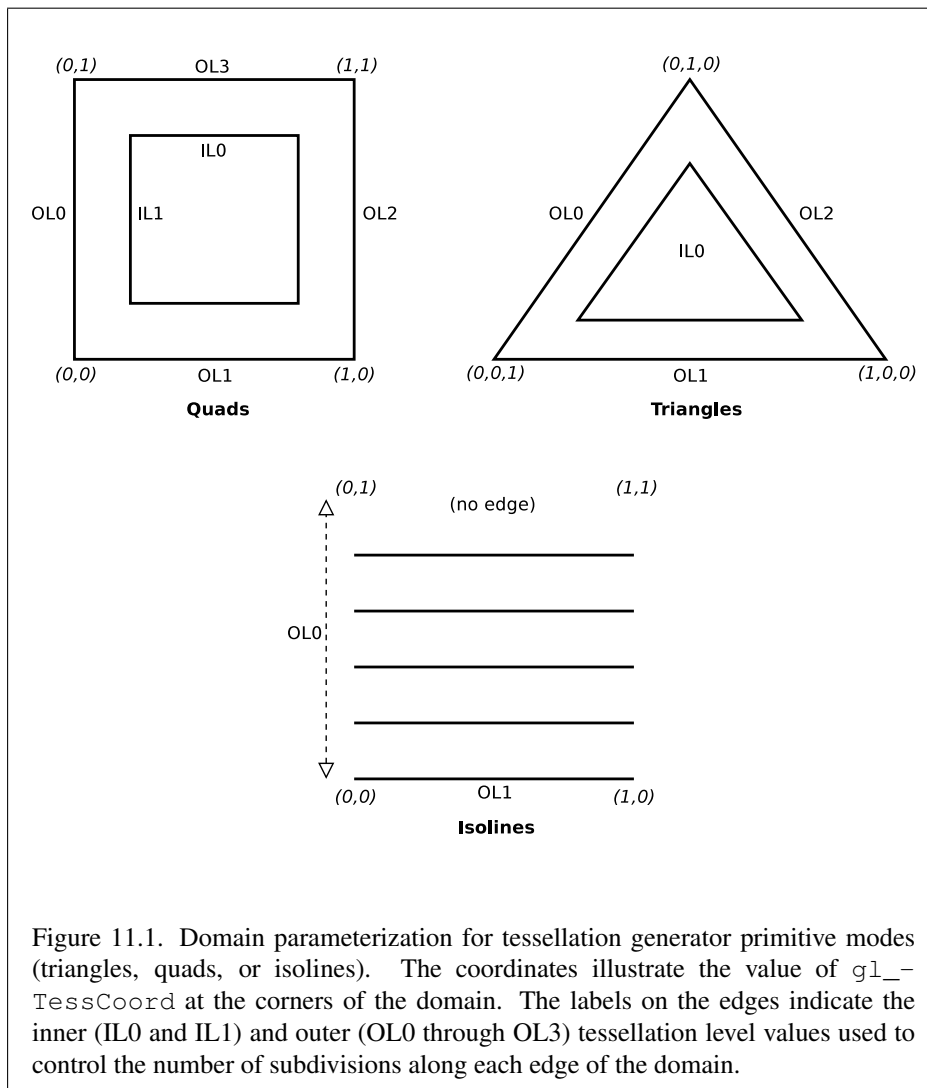 (0,1) OL3 (1,1)
(0,1,0)
IL0
OL0 IL1 OL2
OL0 OL2
IL0
(0,0) OL1 (1,0)
(0,0,1) OL1 (1,0,0)
Quads
Triangles
(0,1) (no edge) (1,1)
OL0
(0,0) OL1 (1,0)
Isolines
Figure 11.1. Domain parameterization for tessellation generator primitive modes
(triangles, quads, or isolines). The coordinates illustrate the value of gl_-
TessCoord at the corners of the domain. The labels on the edges indicate the
inner (IL0 and IL1) and outer (OL0 through OL3) tessellation level values used to
control the number of subdivisions along each edge of the domain.